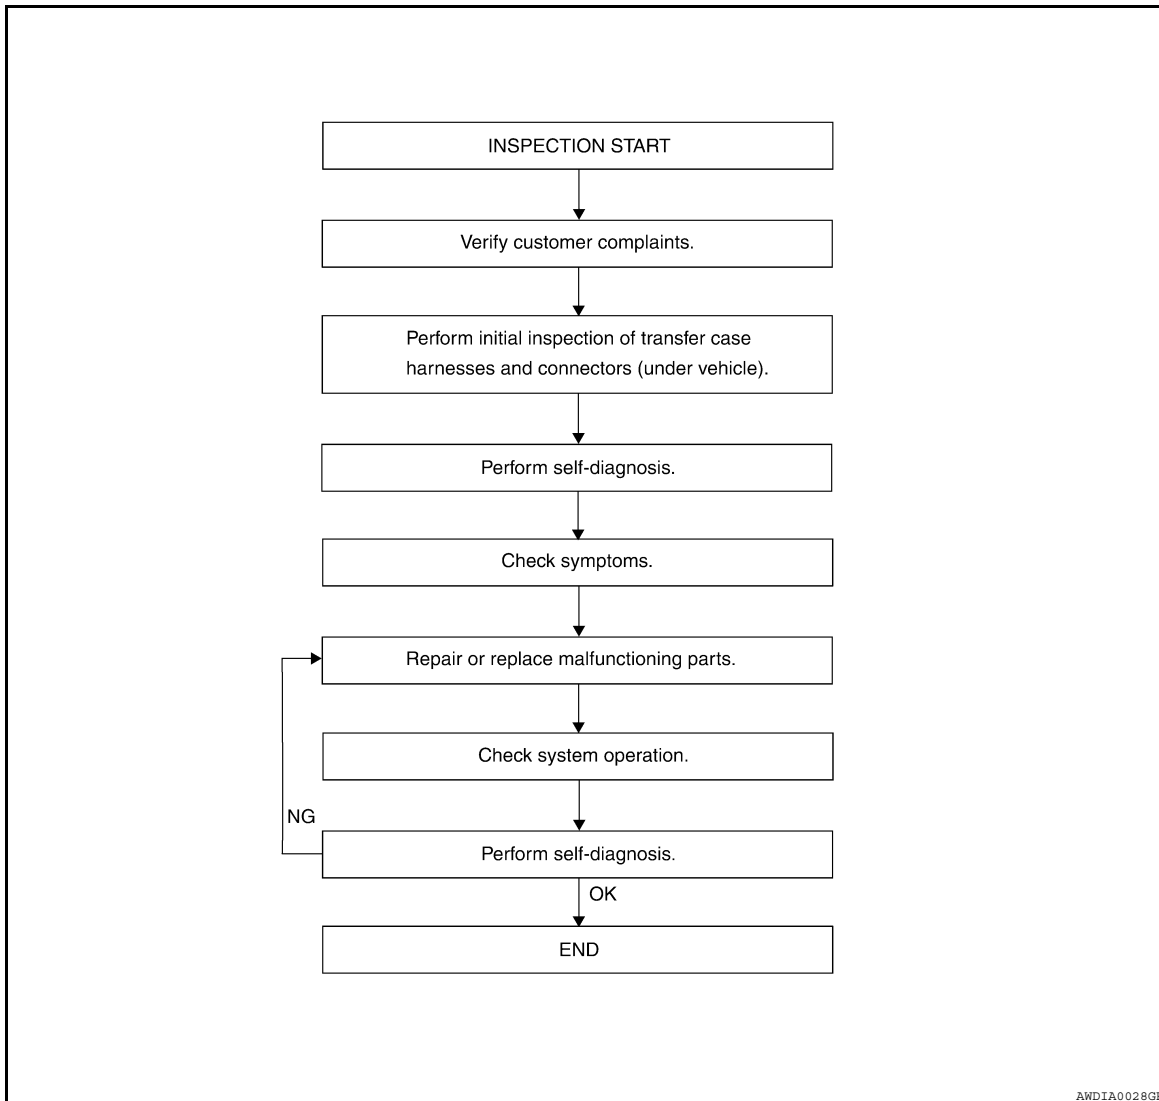 INSPECTION START
Verify customer complaints.
Perform initial inspection of transfer case
harnesses and connectors (under vehicle).
Perform self-diagnosis.
Check symptoms.
Repair or replace malfunctioning parts.
Check system operation.
NG
Perform self-diagnosis.
OK
END